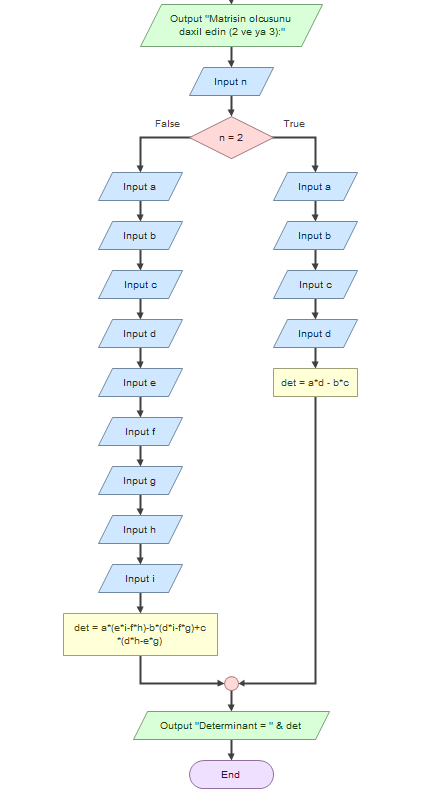 Output "Matrisin olcusunu
daxil edin (2 ve ya 3):"
Input n
False
True
n = 2
Input a
Input b
Input c
Input d
Input e
Input f
Input g
Input h
Input i
det = a*(e*i-f*h)-b*(d*i-f*g)+c
*(d*h-e*g)
Input a
Input b
Input c
Input d
det = a*d - b*c
Output "Determinant = " & det
End